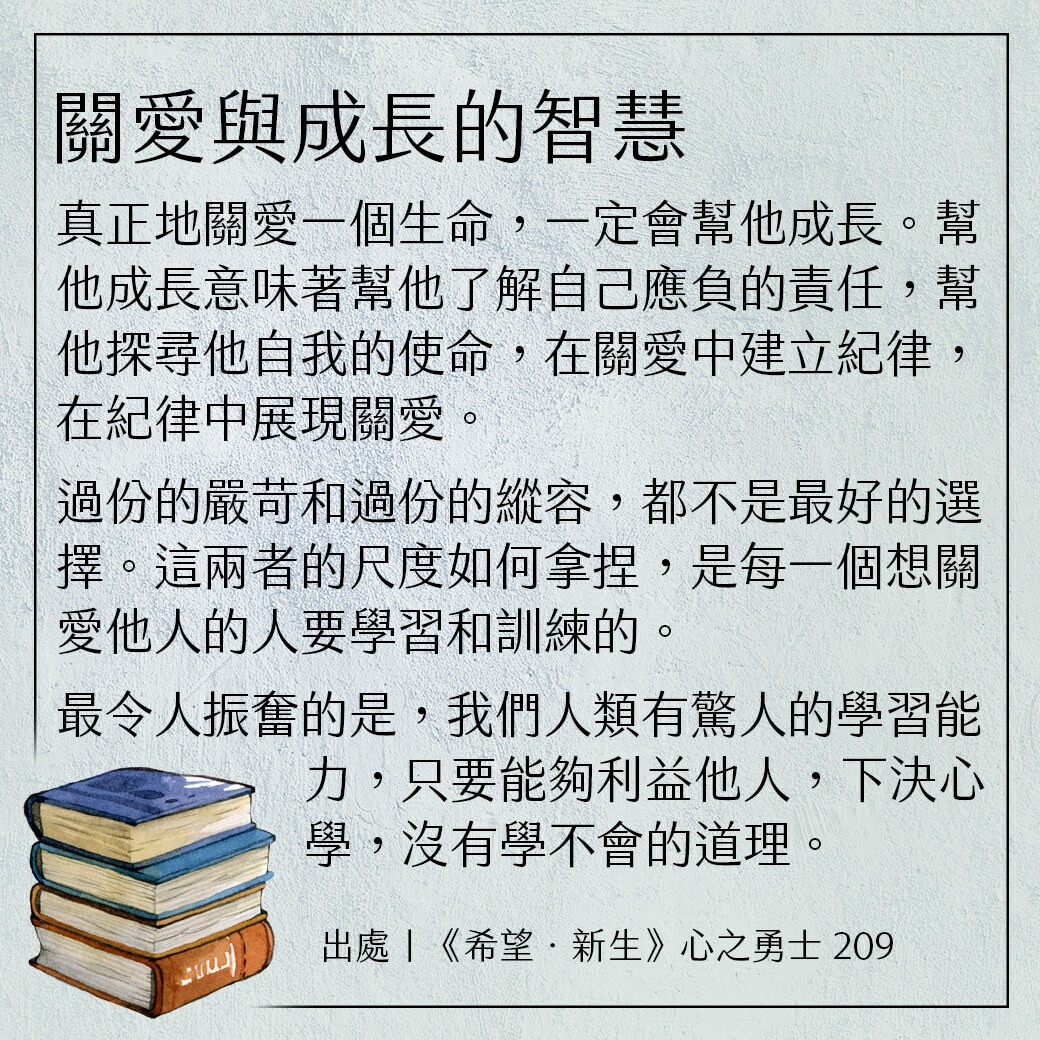 關愛與成長的智慧
真正地關愛一個生命，一定會幫他成長。幫
他成長意味著幫他了解自己應負的責任，幫
他探尋他自我的使命，在關愛中建立紀律，
在紀律中展現關愛。
過份的嚴苛和過份的縱容，都不是最好的選
擇。這兩者的尺度如何拿捏，是每一個想關
愛他人的人要學習和訓練的。
最令人振奮的是，我們人類有驚人的學習能
力，只要能夠利益他人，下決心
學，沒有學不會的道理。
出處丨《希望．新生》心之勇士 209